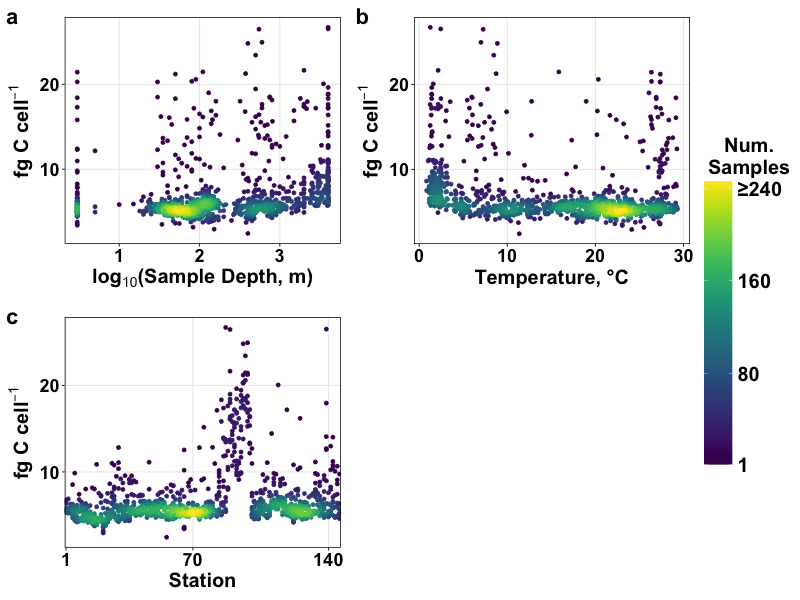 a
fg C cell⁻¹
20
10
1
2
3
log₁₀(Sample Depth, m)
b
fg C cell⁻¹
20
10
0
10
20
30
Temperature, °C
Num.
Samples
≥240
160
80
1
c
fg C cell⁻¹
20
10
1
70
140
Station